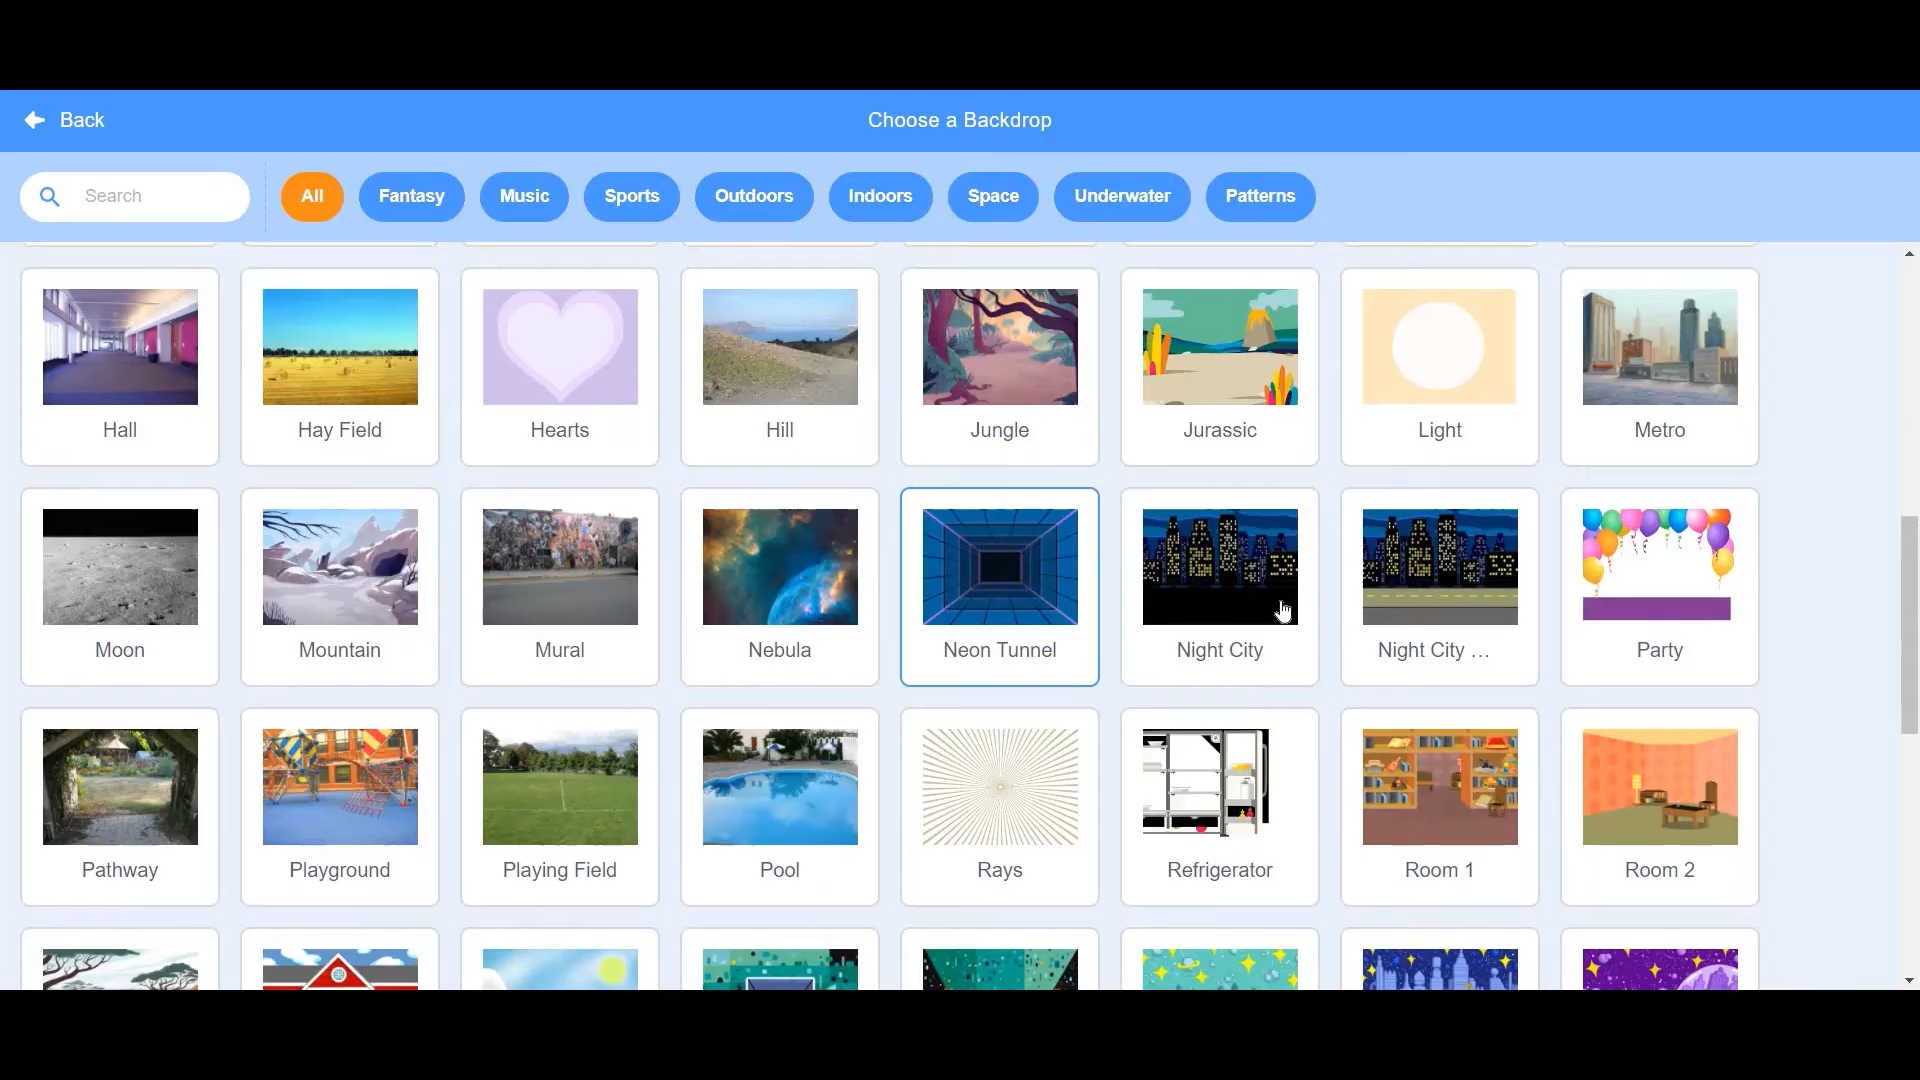 Back
Choose a Backdrop
Search
All
Fantasy
Music
Sports
Outdoors
Indoors
Space
Underwater
Patterns
Hall
Hay Field
Hearts
Hill
Jungle
Jurassic
Light
Metro
Moon
Mountain
Mural
Nebula
Neon Tunnel
Night City
Night City ...
Party
Pathway
Playground
Playing Field
Pool
Rays
Refrigerator
Room 1
Room 2